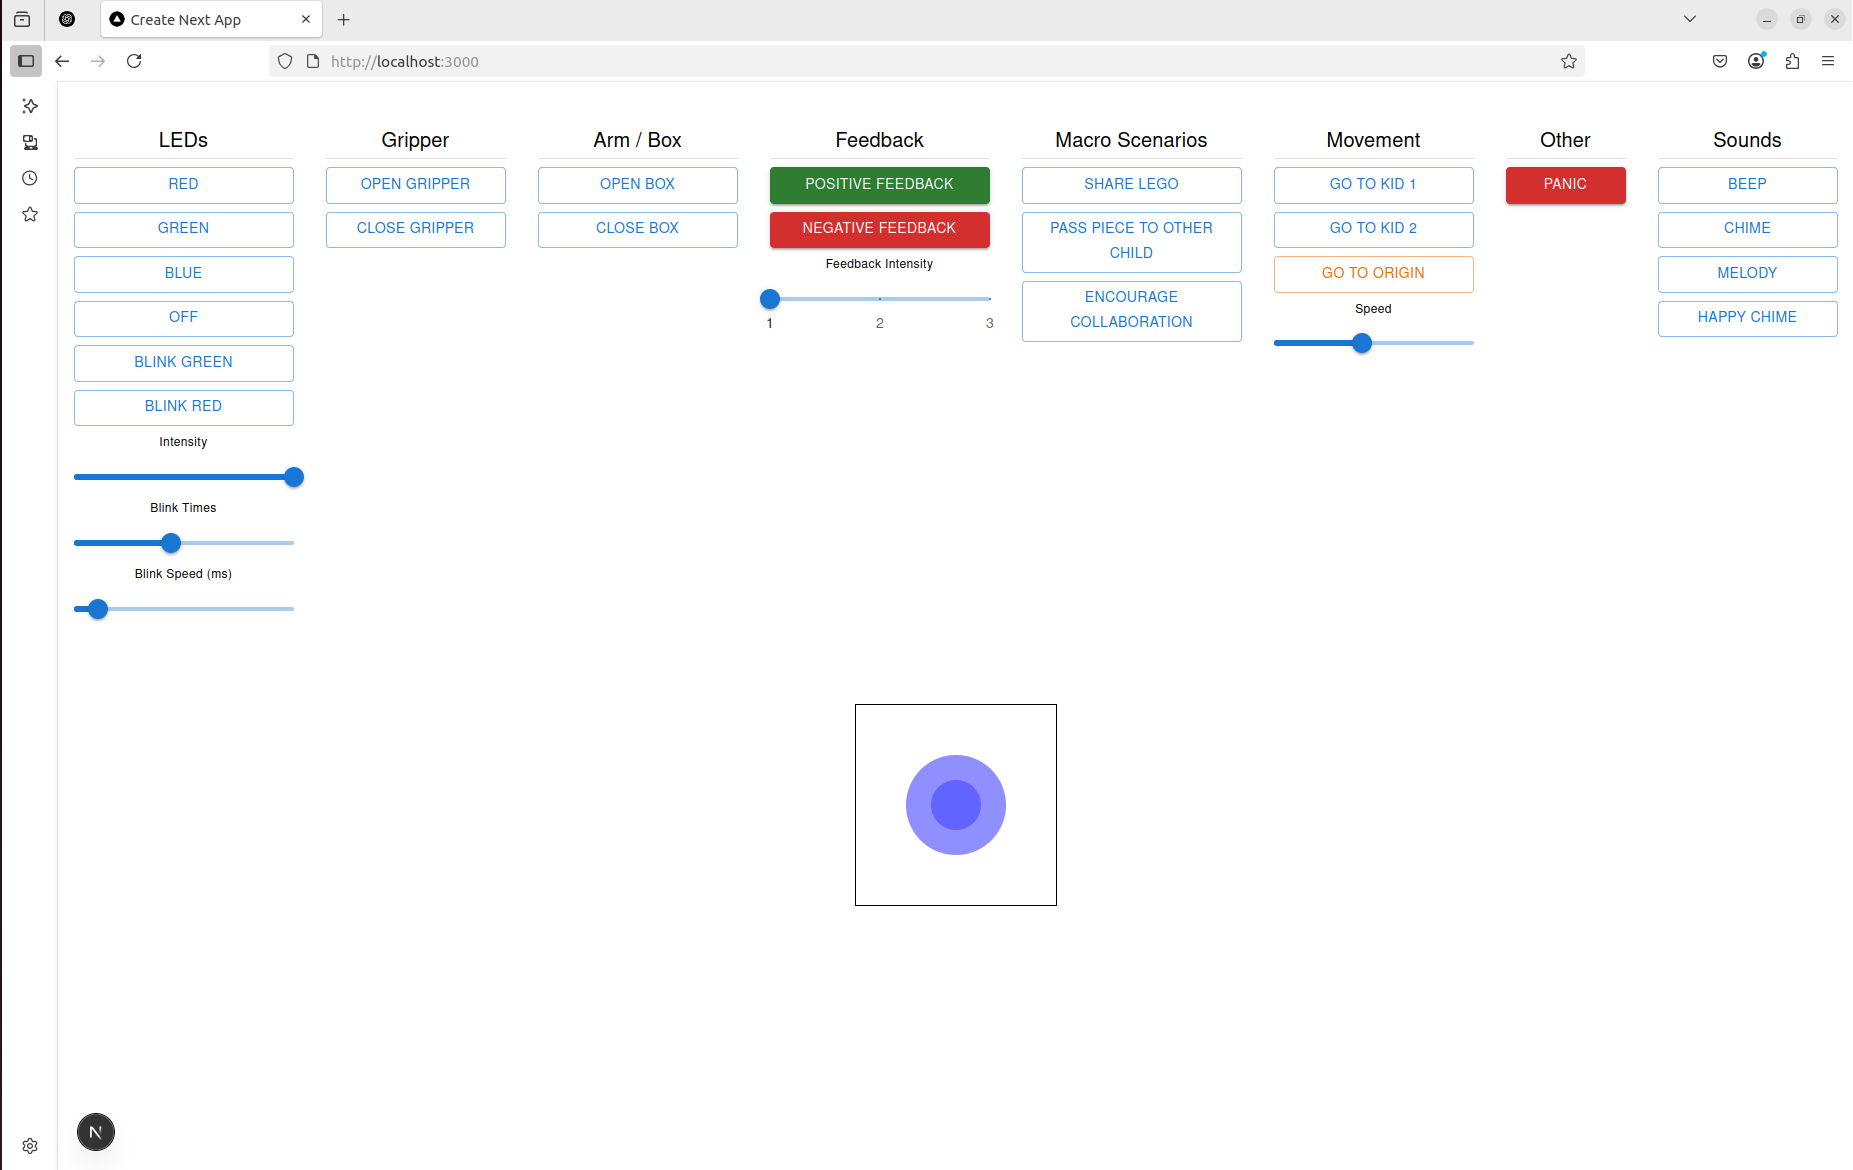 Create Next App
http://localhost:3000
LEDs
RED
GREEN
BLUE
OFF
BLINK GREEN
BLINK RED
Intensity
Blink Times
Blink Speed (ms)
Gripper
OPEN GRIPPER
CLOSE GRIPPER
Arm / Box
OPEN BOX
CLOSE BOX
Feedback
POSITIVE FEEDBACK
NEGATIVE FEEDBACK
Feedback Intensity
1 2 3
Macro Scenarios
SHARE LEGO
PASS PIECE TO OTHER
CHILD
ENCOURAGE
COLLABORATION
Movement
GO TO KID 1
GO TO KID 2
GO TO ORIGIN
Speed
Other
PANIC
Sounds
BEEP
CHIME
MELODY
HAPPY CHIME
N